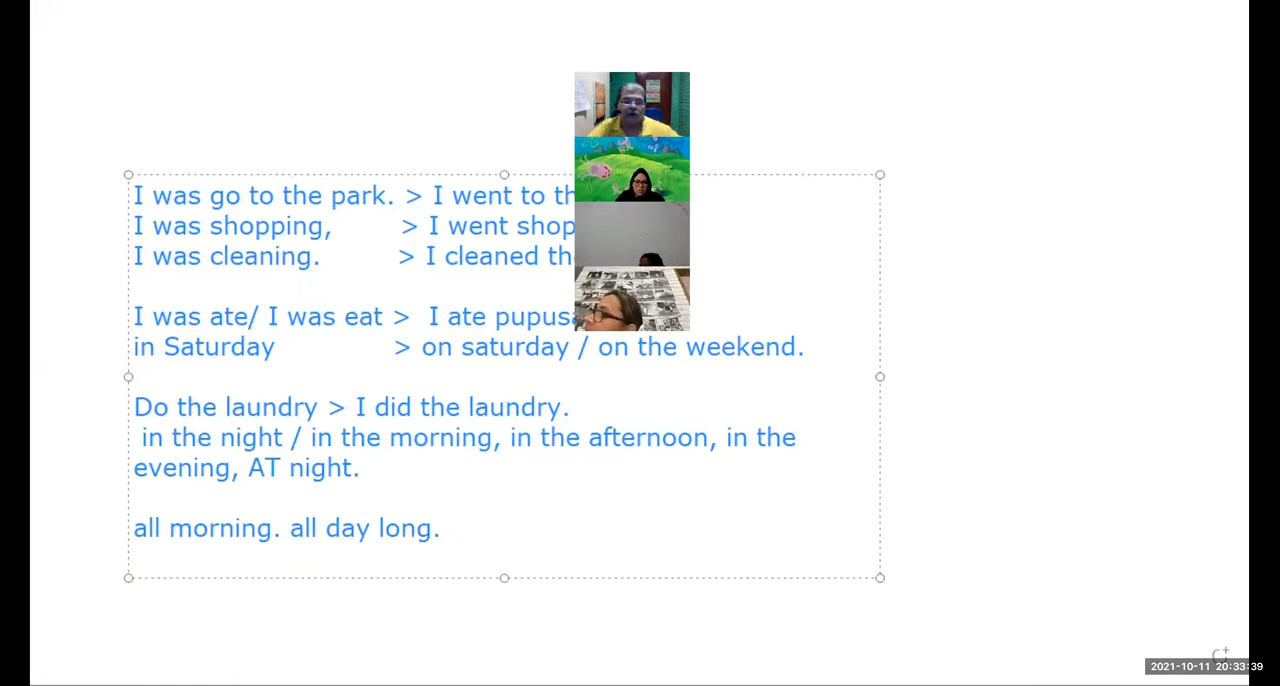 I was go to the park. > I went to th
I was shopping, > I went shop
I was cleaning. > I cleaned th
I was ate/ I was eat > I ate pupusa
in Saturday > on saturday / on the weekend.
Do the laundry > I did the laundry.
in the night / in the morning, in the afternoon, in the
evening, AT night.
all morning. all day long.
2021-10-11 20:33:39